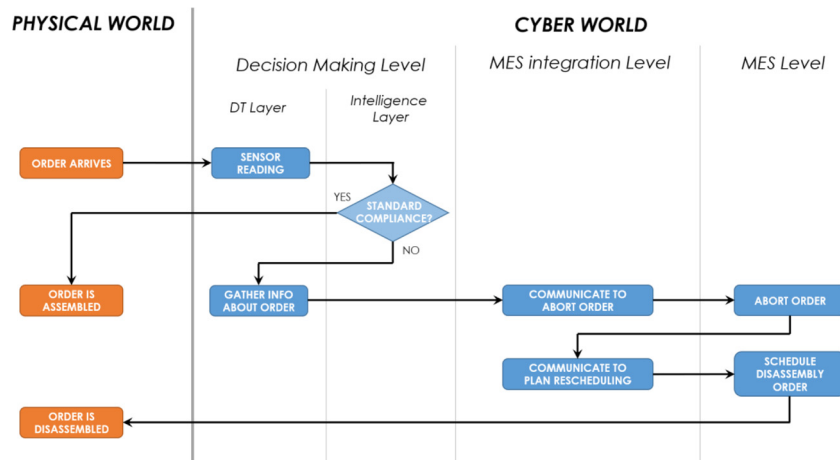 PHYSICAL WORLD
CYBER WORLD
Decision Making Level
MES integration Level
MES Level
DT Layer
Intelligence
Layer
ORDER ARRIVES
SENSOR
READING
YES
STANDARD
COMPLIANCE?
NO
ORDER IS
ASSEMBLED
GATHER INFO
ABOUT ORDER
COMMUNICATE TO
ABORT ORDER
ABORT ORDER
COMMUNICATE TO
PLAN RESCHEDULING
SCHEDULE
DISASSEMBLY
ORDER
ORDER IS
DISASSEMBLED